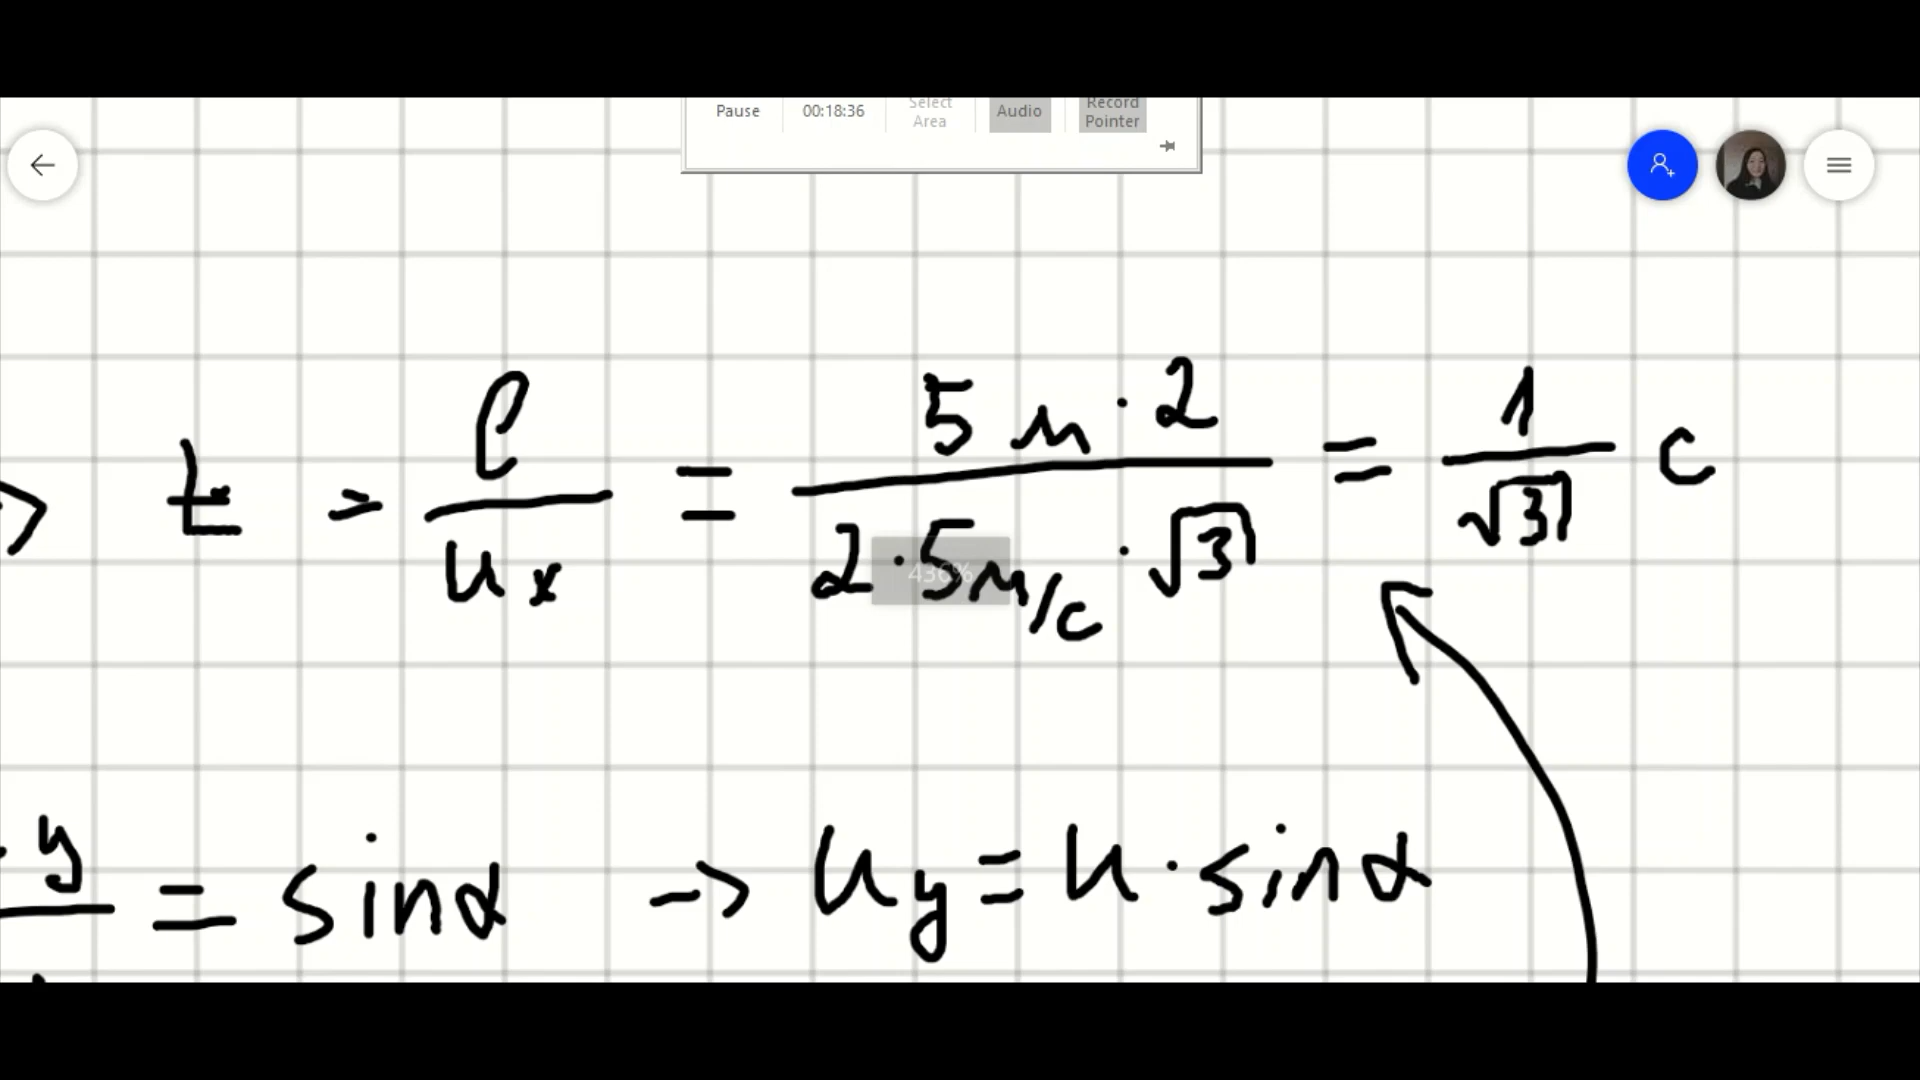 Pause 00:18:36 Select Area Audio Record Pointer
t = ℓ/uₓ = 5 м · 2 / 2 · 5 м/с · √3 = 1/√3 с
436%
y = sinα → u_y = u · sinα